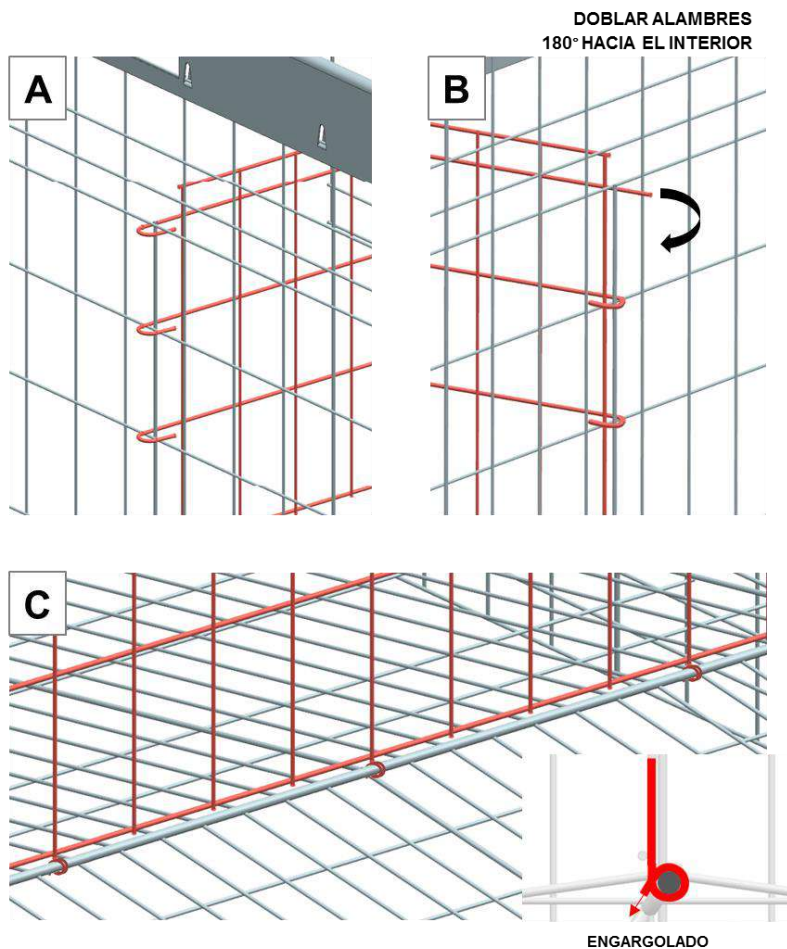 DOBLAR ALAMBRES
180° HACIA EL INTERIOR
A
B
C
ENGARGOLADO